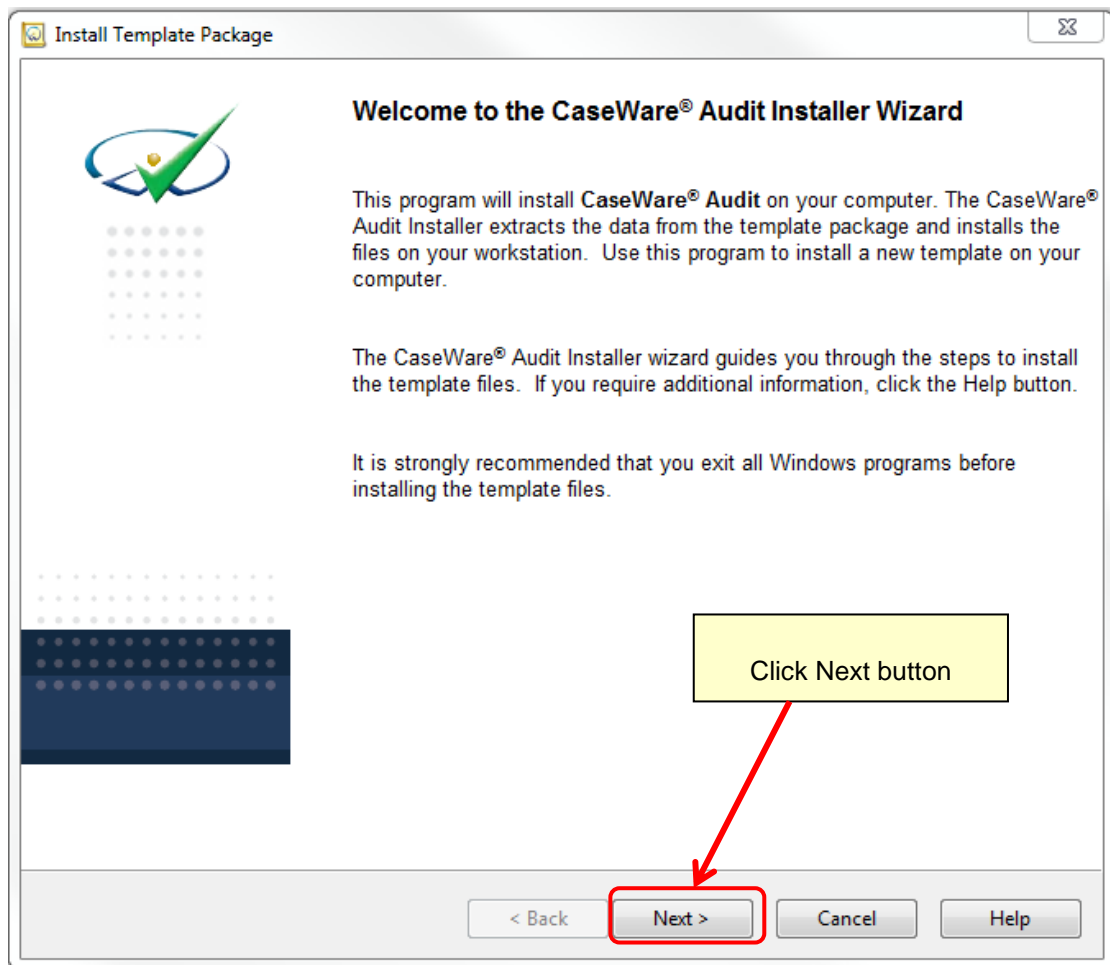 Install Template Package
Welcome to the CaseWare® Audit Installer Wizard
This program will install CaseWare® Audit on your computer. The CaseWare®
Audit Installer extracts the data from the template package and installs the
files on your workstation. Use this program to install a new template on your
computer.
The CaseWare® Audit Installer wizard guides you through the steps to install
the template files. If you require additional information, click the Help button.
It is strongly recommended that you exit all Windows programs before
installing the template files.
Click Next button
< Back Next > Cancel Help